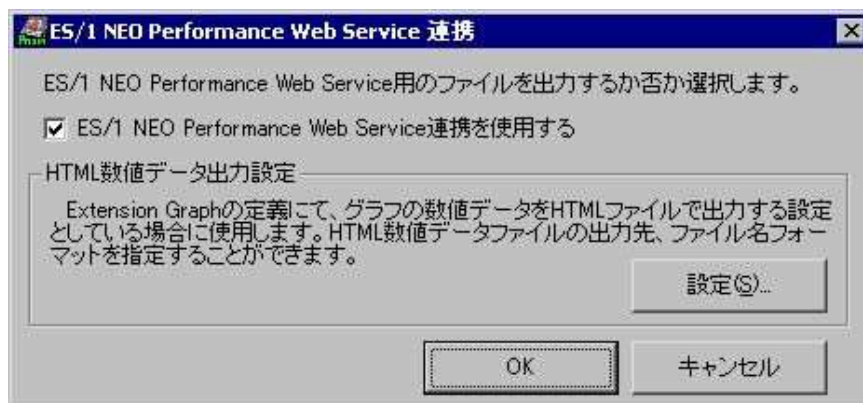 ES/1 NEO Performance Web Service 連携
ES/1 NEO Performance Web Service用のファイルを出力するか否か選択します。
ES/1 NEO Performance Web Service連携を使用する
HTML数値データ出力設定
Extension Graphの定義にて、グラフの数値データをHTMLファイルで出力する設定
としている場合に使用します。HTML数値データファイルの出力先、ファイル名フォー
マットを指定することができます。
設定(S)...
OK
キャンセル